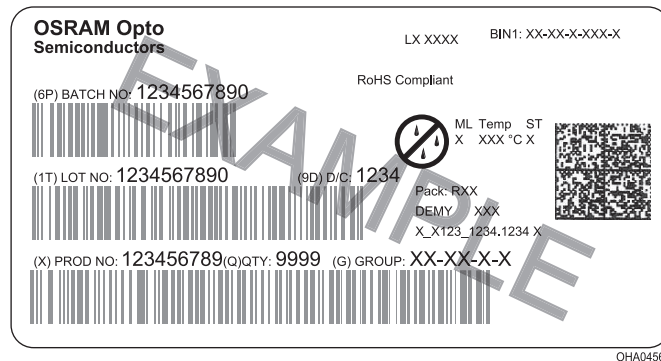 OSRAM Opto
Semiconductors
LX XXXX
BIN1: XX-XX-X-XXX-X
RoHS Compliant
(6P) BATCH NO: 1234567890
ML Temp ST
X XXX °C X
(1T) LOT NO: 1234567890 (9D) D/C: 1234
Pack: RXX
DEMY XXX
X_X123_1234.1234 X
(X) PROD NO: 123456789(Q)QTY: 9999 (G) GROUP: XX-XX-X-X
EXAMPLE
OHA0456